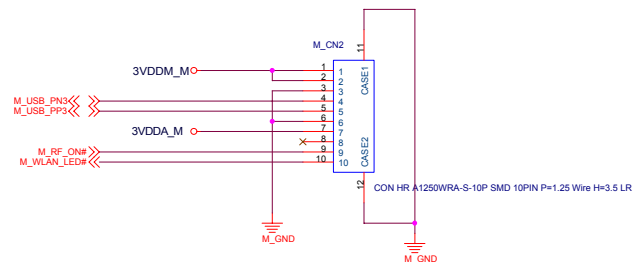 M_CN2
11
CASE1
3VDDM_M
1
1
2
2
3
3
M_USB_PN3
4
4
M_USB_PP3
5
5
6
6
3VDDA_M
7
7
8
8
M_RF_ON#
9
9
M_WLAN_LED#
10
10
CASE2
12
CON HR A1250WRA-S-10P SMD 10PIN P=1.25 Wire H=3.5 LR
M_GND
M_GND